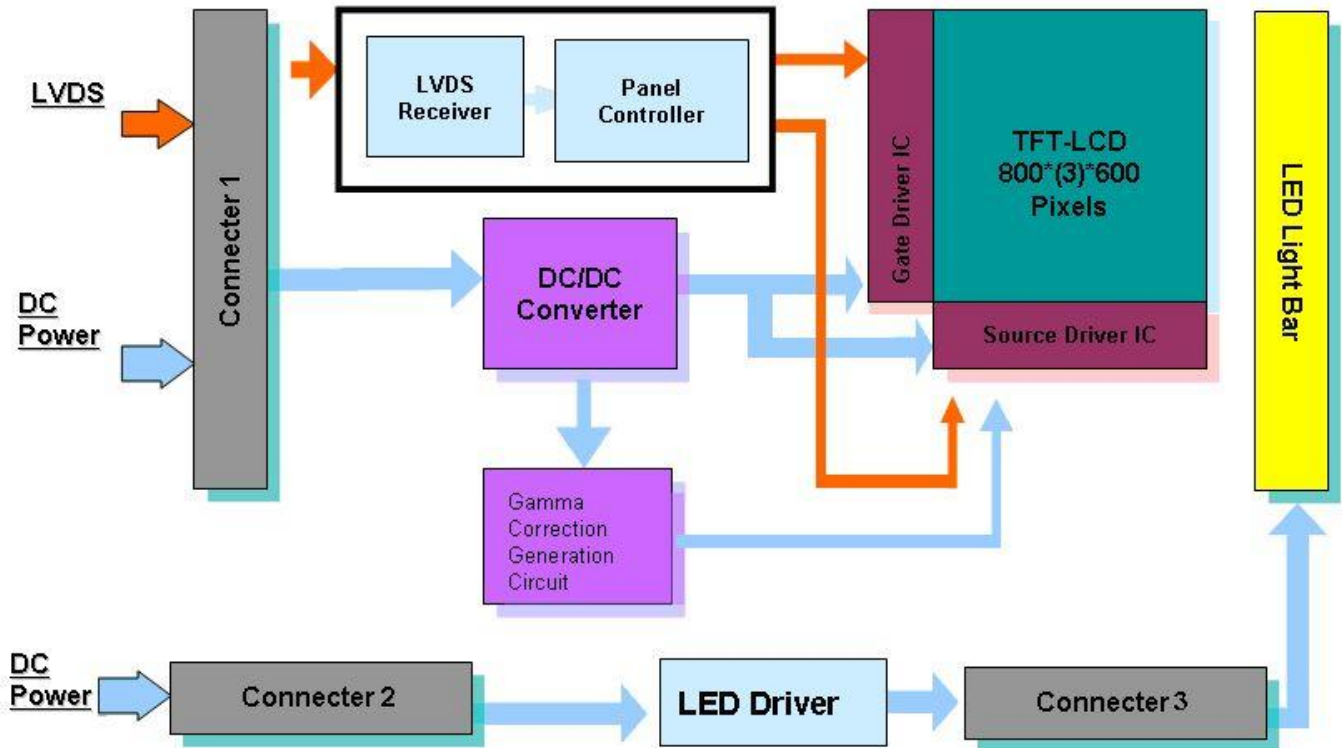 LVDS
Connecter 1
LVDS
Receiver
Panel
Controller
Gate Driver IC
TFT-LCD
800*(3)*600
Pixels
LED Light Bar
DC
Power
DC/DC
Converter
Source Driver IC
Gamma
Correction
Generation
Circuit
DC
Power
Connecter 2
LED Driver
Connecter 3